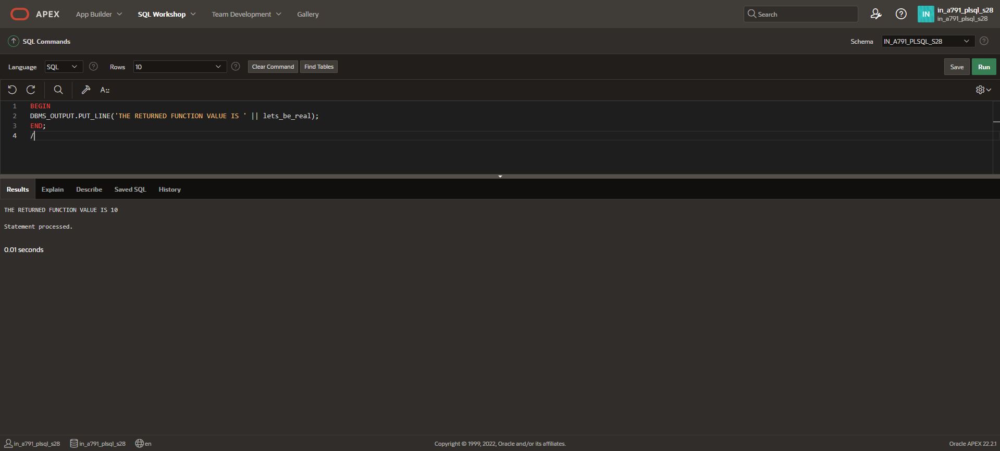 APEX App Builder SQL Workshop Team Development Gallery Search IN in_a791_plsql_s28
in_a791_plsql_s28
SQL Commands Schema IN_A791_PLSQL_S28
Language SQL Rows 10 Clear Command Find Tables Save Run
A::
1 BEGIN
2 DBMS_OUTPUT.PUT_LINE('THE RETURNED FUNCTION VALUE IS ' || lets_be_real);
3 END;
4 /
Results Explain Describe Saved SQL History
THE RETURNED FUNCTION VALUE IS 10
Statement processed.
0.01 seconds
in_a791_plsql_s28 in_a791_plsql_s28 en Copyright © 1999, 2022, Oracle and/or its affiliates. Oracle APEX 22.2.1